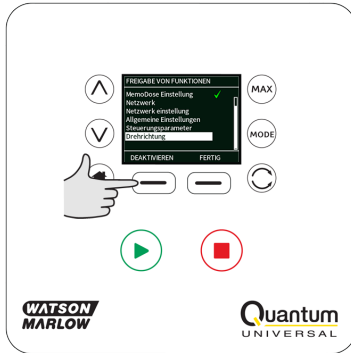 FREIGABE VON FUNKTIONEN
MemoDose Einstellung
Netzwerk
Netzwerk einstellung
Allgemeine Einstellungen
Steuerungsparameter
Drehrichtung
DEAKTIVIEREN FERTIG
MAX
MODE
WATSON
MARLOW
Quantum
UNIVERSAL